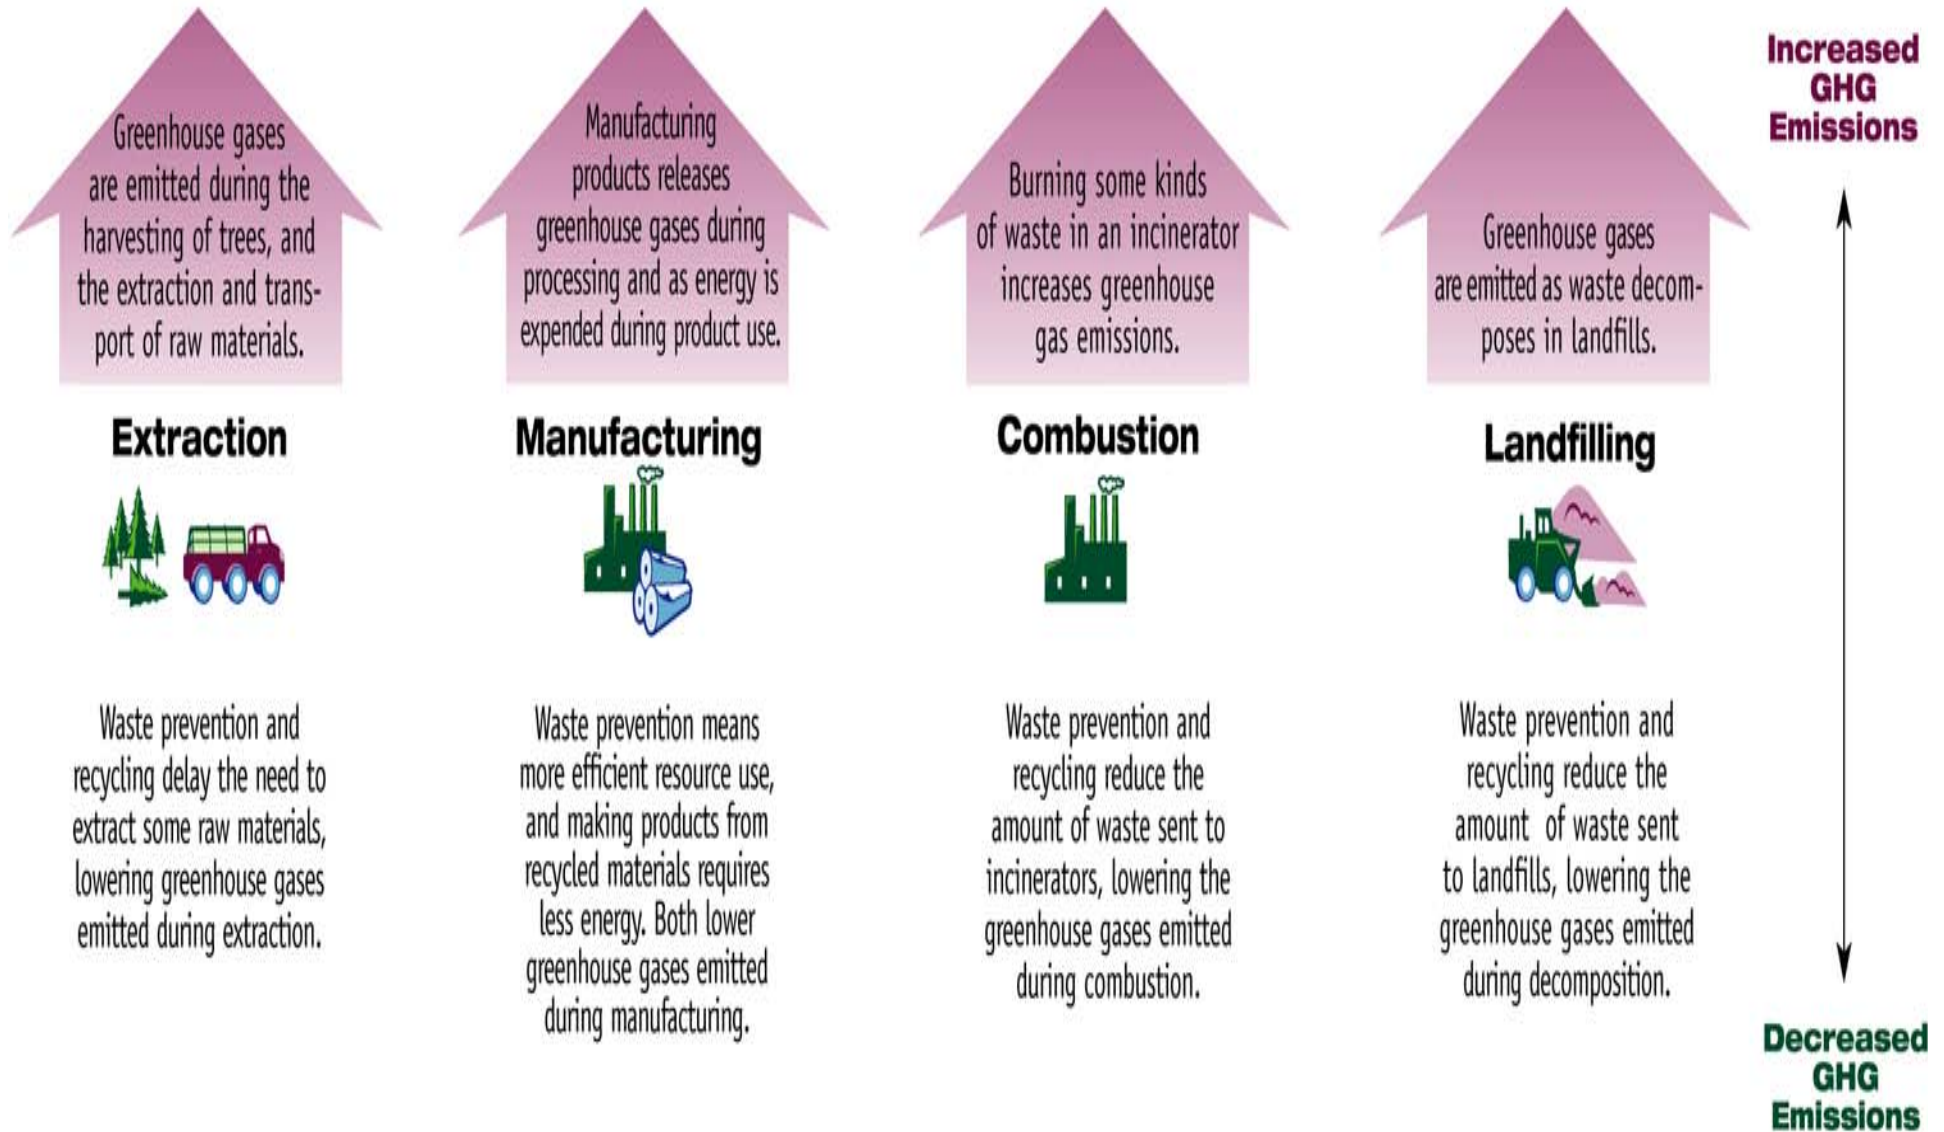 Greenhouse gases
are emitted during the
harvesting of trees, and
the extraction and trans-
port of raw materials.
Manufacturing
products releases
greenhouse gases during
processing and as energy is
expended during product use.
Burning some kinds
of waste in an incinerator
increases greenhouse
gas emissions.
Greenhouse gases
are emitted as waste decom-
poses in landfills.
Increased
GHG
Emissions
Extraction
Manufacturing
Combustion
Landfilling
Waste prevention and
recycling delay the need to
extract some raw materials,
lowering greenhouse gases
emitted during extraction.
Waste prevention means
more efficient resource use,
and making products from
recycled materials requires
less energy. Both lower
greenhouse gases emitted
during manufacturing.
Waste prevention and
recycling reduce the
amount of waste sent to
incinerators, lowering the
greenhouse gases emitted
during combustion.
Waste prevention and
recycling reduce the
amount of waste sent
to landfills, lowering the
greenhouse gases emitted
during decomposition.
Decreased
GHG
Emissions